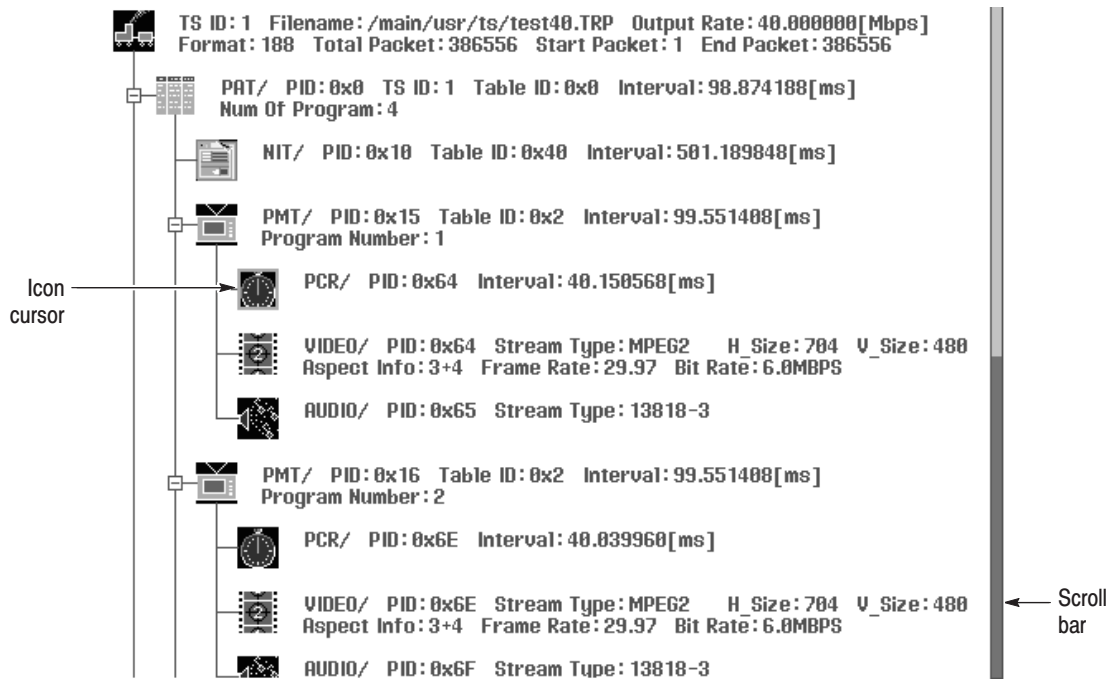 TS ID:1 Filename:/main/usr/ts/test40.TRP Output Rate:40.000000[Mbps]
Format:188 Total Packet:386556 Start Packet:1 End Packet:386556
PAT/ PID:0x0 TS ID:1 Table ID:0x0 Interval:98.874188[ms]
Num Of Program:4
NIT/ PID:0x10 Table ID:0x40 Interval:501.189848[ms]
PMT/ PID:0x15 Table ID:0x2 Interval:99.551408[ms]
Program Number:1
Icon
cursor
PCR/ PID:0x64 Interval:40.150568[ms]
VIDEO/ PID:0x64 Stream Type:MPEG2 H_Size:704 V_Size:480
Aspect Info:3+4 Frame Rate:29.97 Bit Rate:6.0MBPS
AUDIO/ PID:0x65 Stream Type:13818-3
PMT/ PID:0x16 Table ID:0x2 Interval:99.551408[ms]
Program Number:2
PCR/ PID:0x6E Interval:40.039960[ms]
VIDEO/ PID:0x6E Stream Type:MPEG2 H_Size:704 V_Size:480
Aspect Info:3+4 Frame Rate:29.97 Bit Rate:6.0MBPS
Scroll
bar
AUDIO/ PID:0x6F Stream Type:13818-3